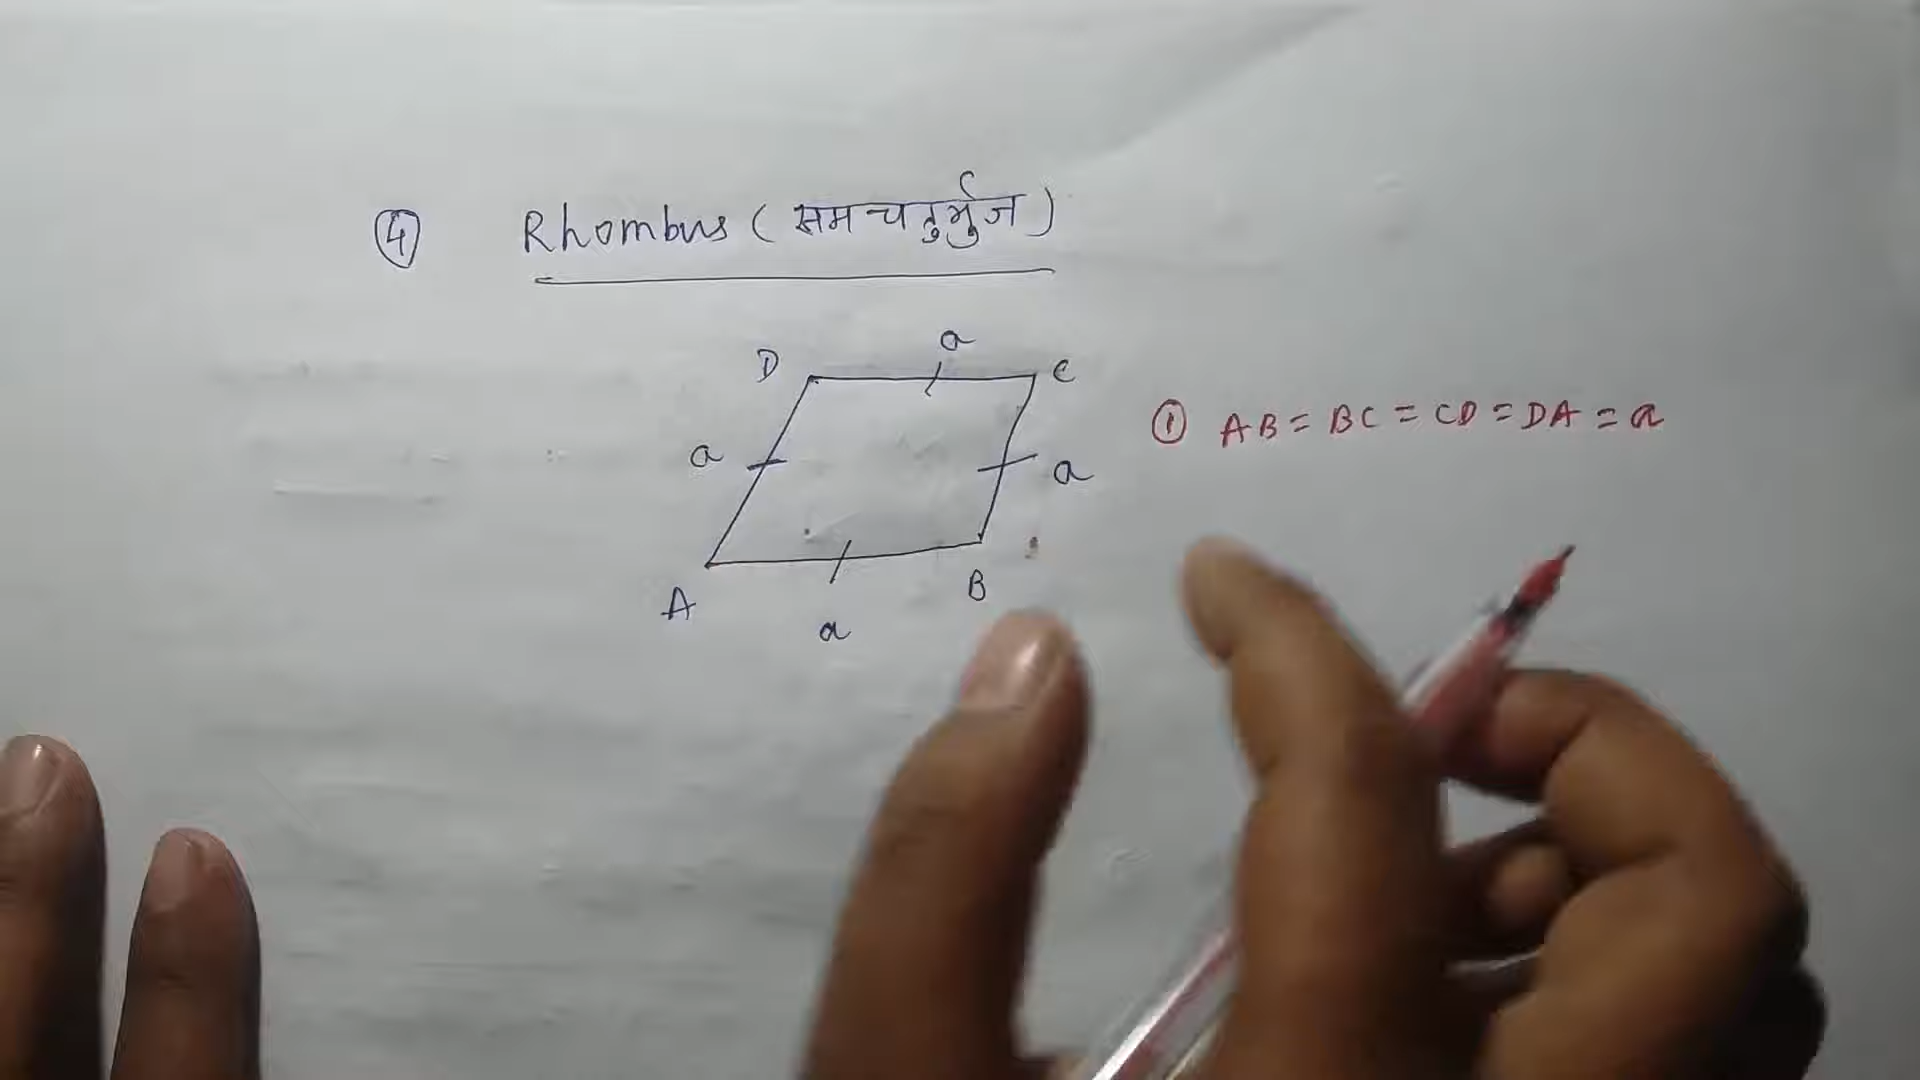 ④ Rhombus (समचतुर्भुज)
a
D C
a a
A B
a
① AB = BC = CD = DA = a